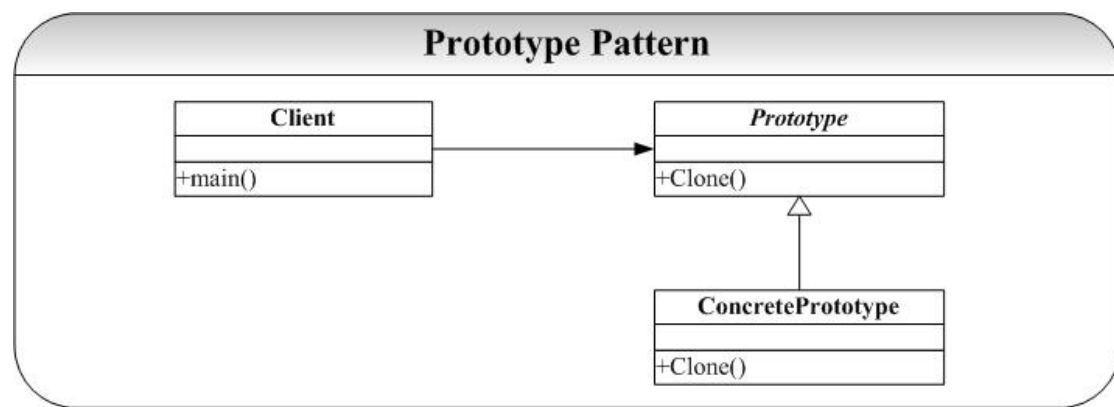 Prototype Pattern
Client
+main()
Prototype
+Clone()
ConcretePrototype
+Clone()